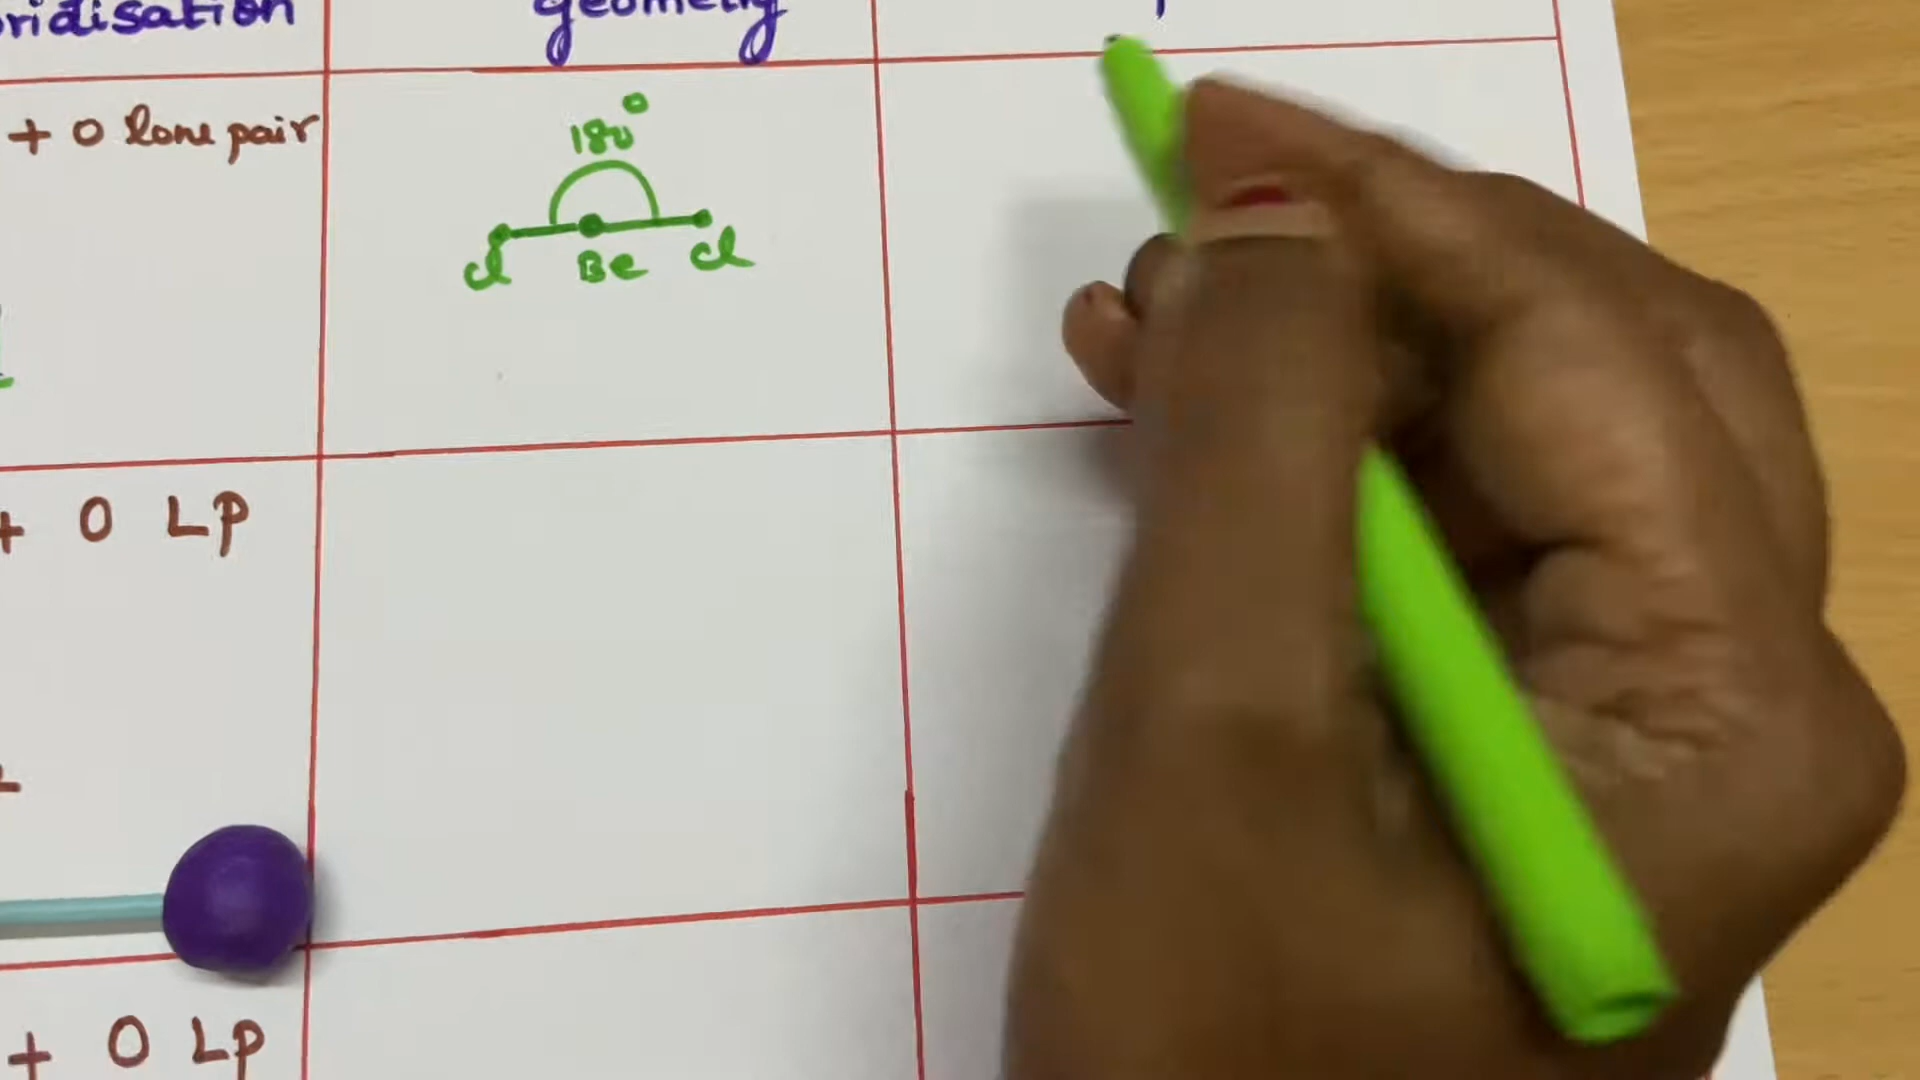 ridisation
geometry
+ 0 lone pair
180°
cl Be cl
+ 0 LP
+ 0 LP